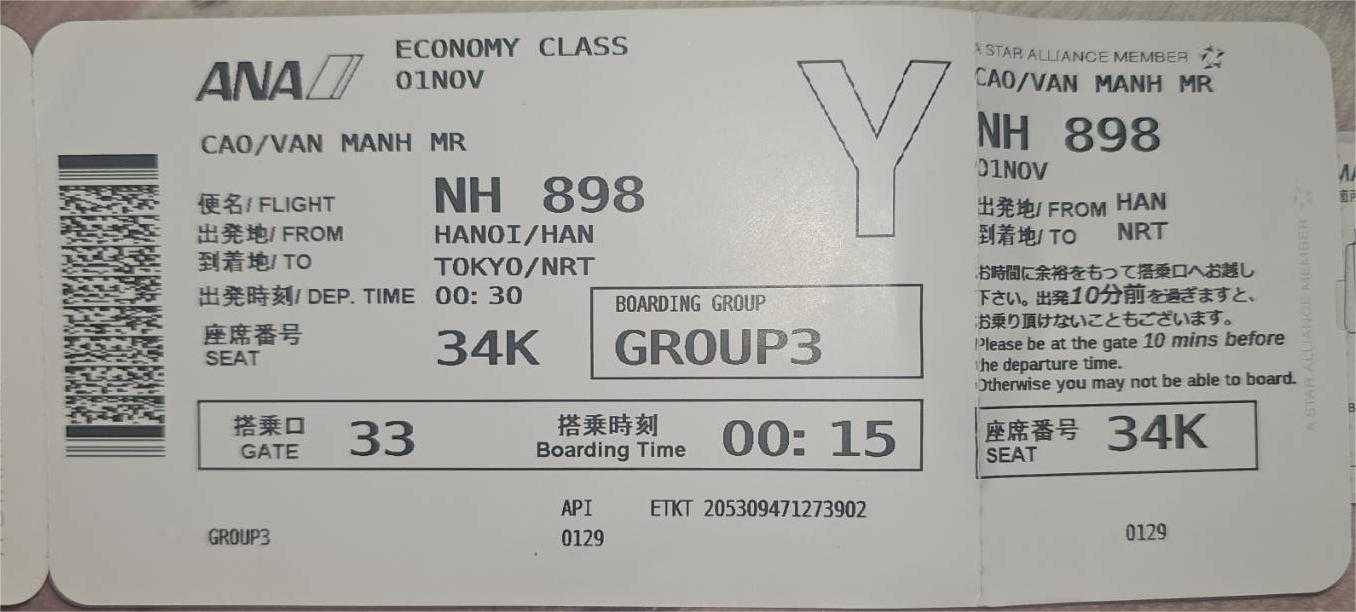 ANA
ECONOMY CLASS
01NOV
Y
CAO/VAN MANH MR
便名/ FLIGHT NH 898
出発地/ FROM HANOI/HAN
到着地/ TO TOKYO/NRT
出発時刻/ DEP. TIME 00: 30
座席番号
SEAT
34K
BOARDING GROUP
GROUP3
搭乗口
GATE
33
搭乗時刻
Boarding Time
00: 15
API ETKT 205309471273902
GROUP3 0129
A STAR ALLIANCE MEMBER
CAO/VAN MANH MR
NH 898
01NOV
出発地/ FROM HAN
到着地/ TO NRT
お時間に余裕をもって搭乗口へお越し
下さい。出発10分前を過ぎますと、
お乗り頂けないこともございます。
Please be at the gate 10 mins before
the departure time.
Otherwise you may not be able to board.
座席番号
SEAT
34K
0129
A STAR ALLIANCE MEMBER